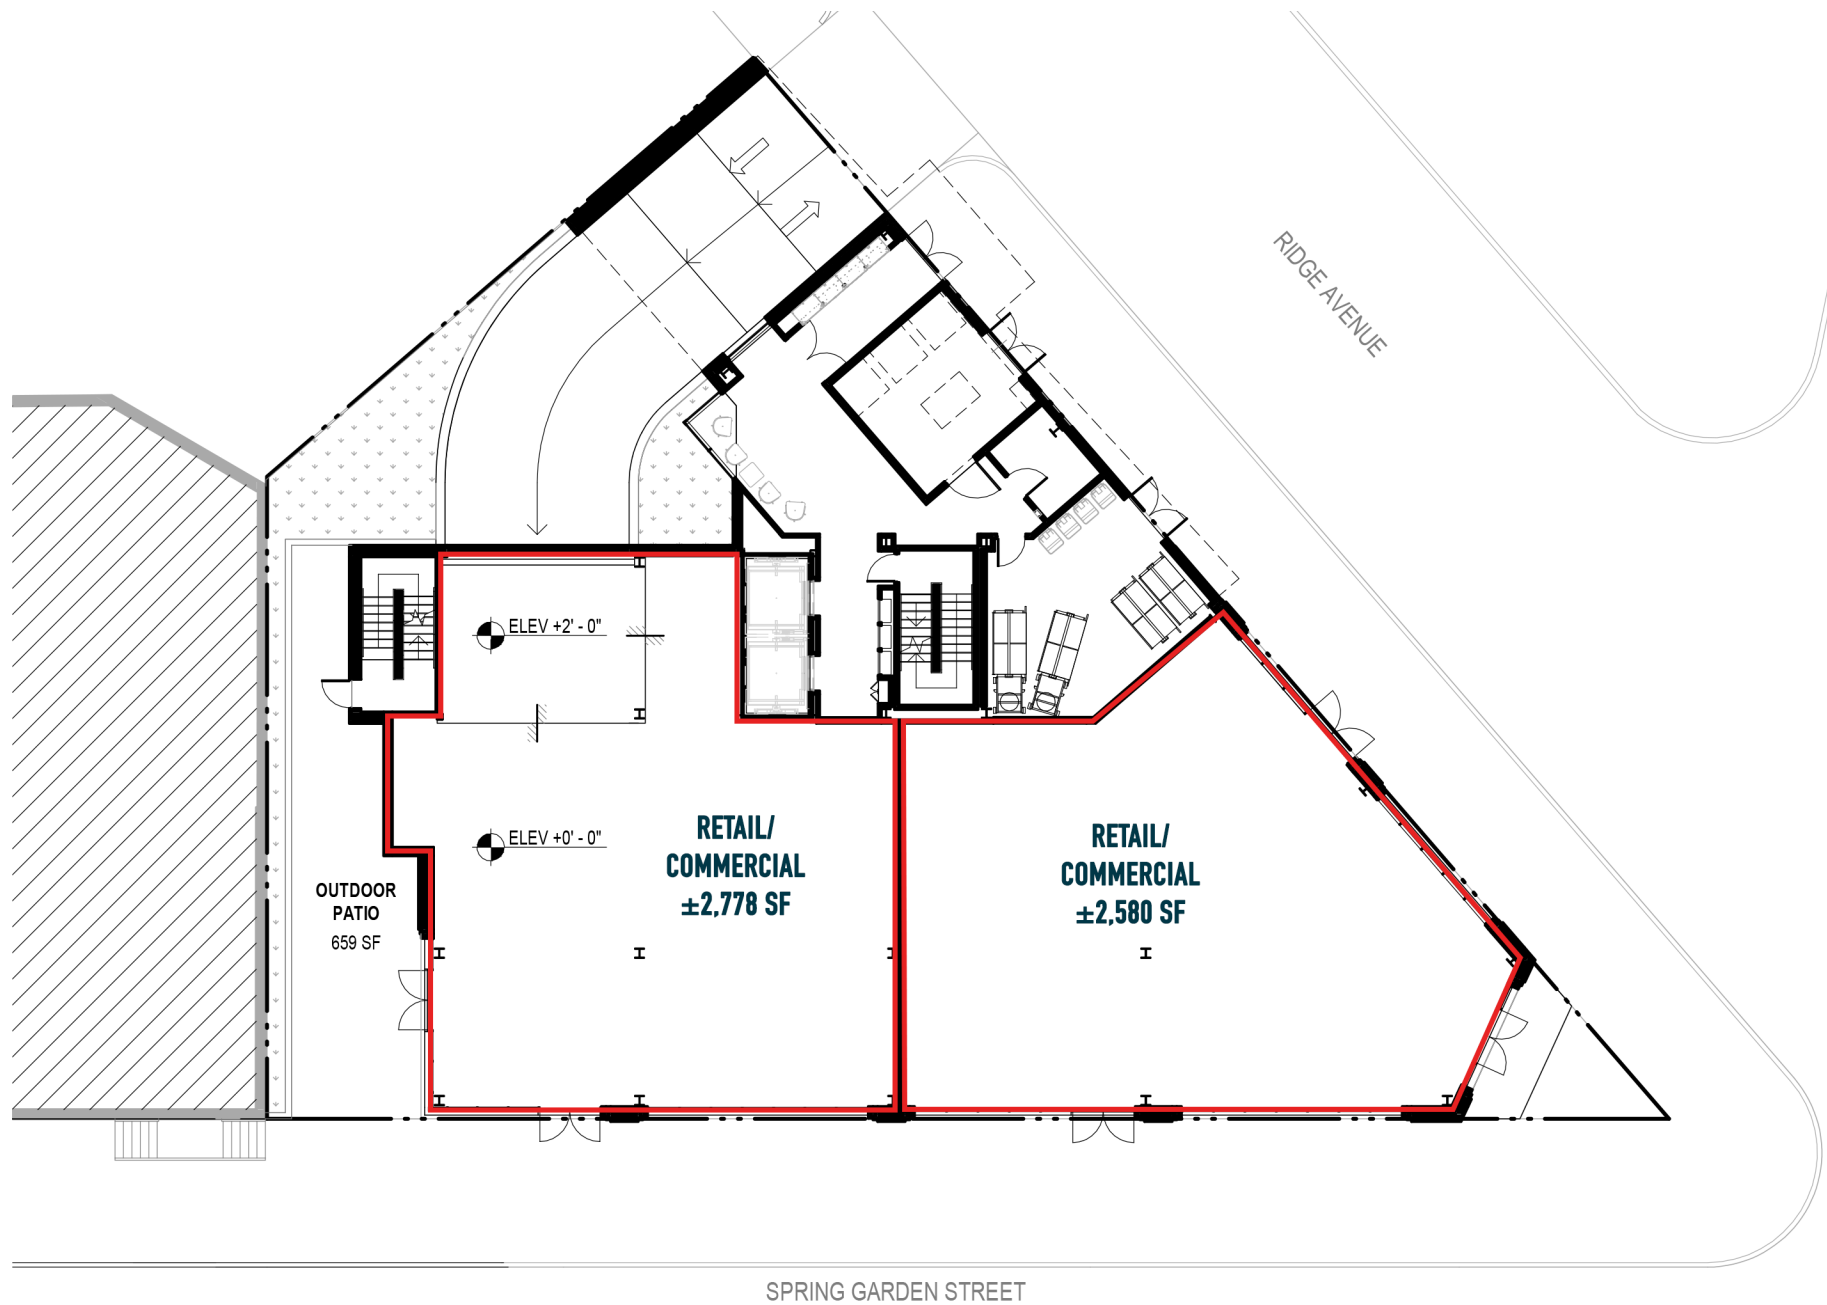 RIDGE AVENUE
ELEV +2' - 0"
ELEV +0' - 0"
RETAIL/
COMMERCIAL
±2,778 SF
RETAIL/
COMMERCIAL
±2,580 SF
OUTDOOR
PATIO
659 SF
SPRING GARDEN STREET